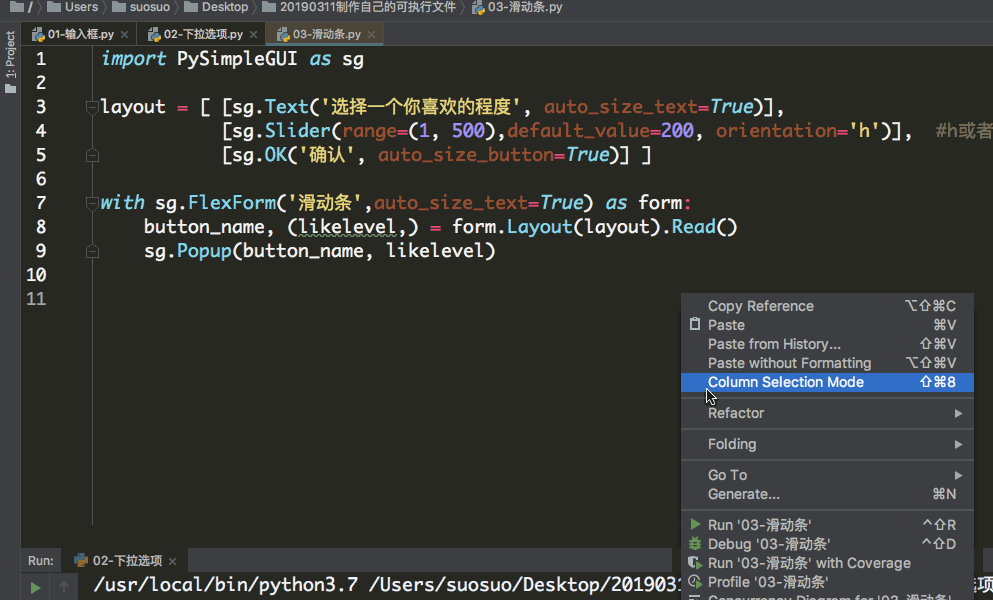 / Users suosuo Desktop 20190311制作自己的可执行文件 03-滑动条.py
01-输入框.py × 02-下拉选项.py × 03-滑动条.py ×
1: Project
1 import PySimpleGUI as sg
2
3 layout = [ [sg.Text('选择一个你喜欢的程度', auto_size_text=True)],
4 [sg.Slider(range=(1, 500),default_value=200, orientation='h')], #h或者
5 [sg.OK('确认', auto_size_button=True)] ]
6
7 with sg.FlexForm('滑动条',auto_size_text=True) as form:
8 button_name, (likelevel,) = form.Layout(layout).Read()
9 sg.Popup(button_name, likelevel)
10
11
Copy Reference ⌥⇧⌘C
Paste ⌘V
Paste from History... ⇧⌘V
Paste without Formatting ⌥⇧⌘V
Column Selection Mode ⇧⌘8
Refactor
Folding
Go To
Generate... ⌘N
Run '03-滑动条' ^⇧R
Debug '03-滑动条' ^⇧D
Run '03-滑动条' with Coverage
Profile '03-滑动条'
Concurrency Diagram for '03-滑动条'
Run: 02-下拉选项 ×
/usr/local/bin/python3.7 /Users/suosuo/Desktop/2019031